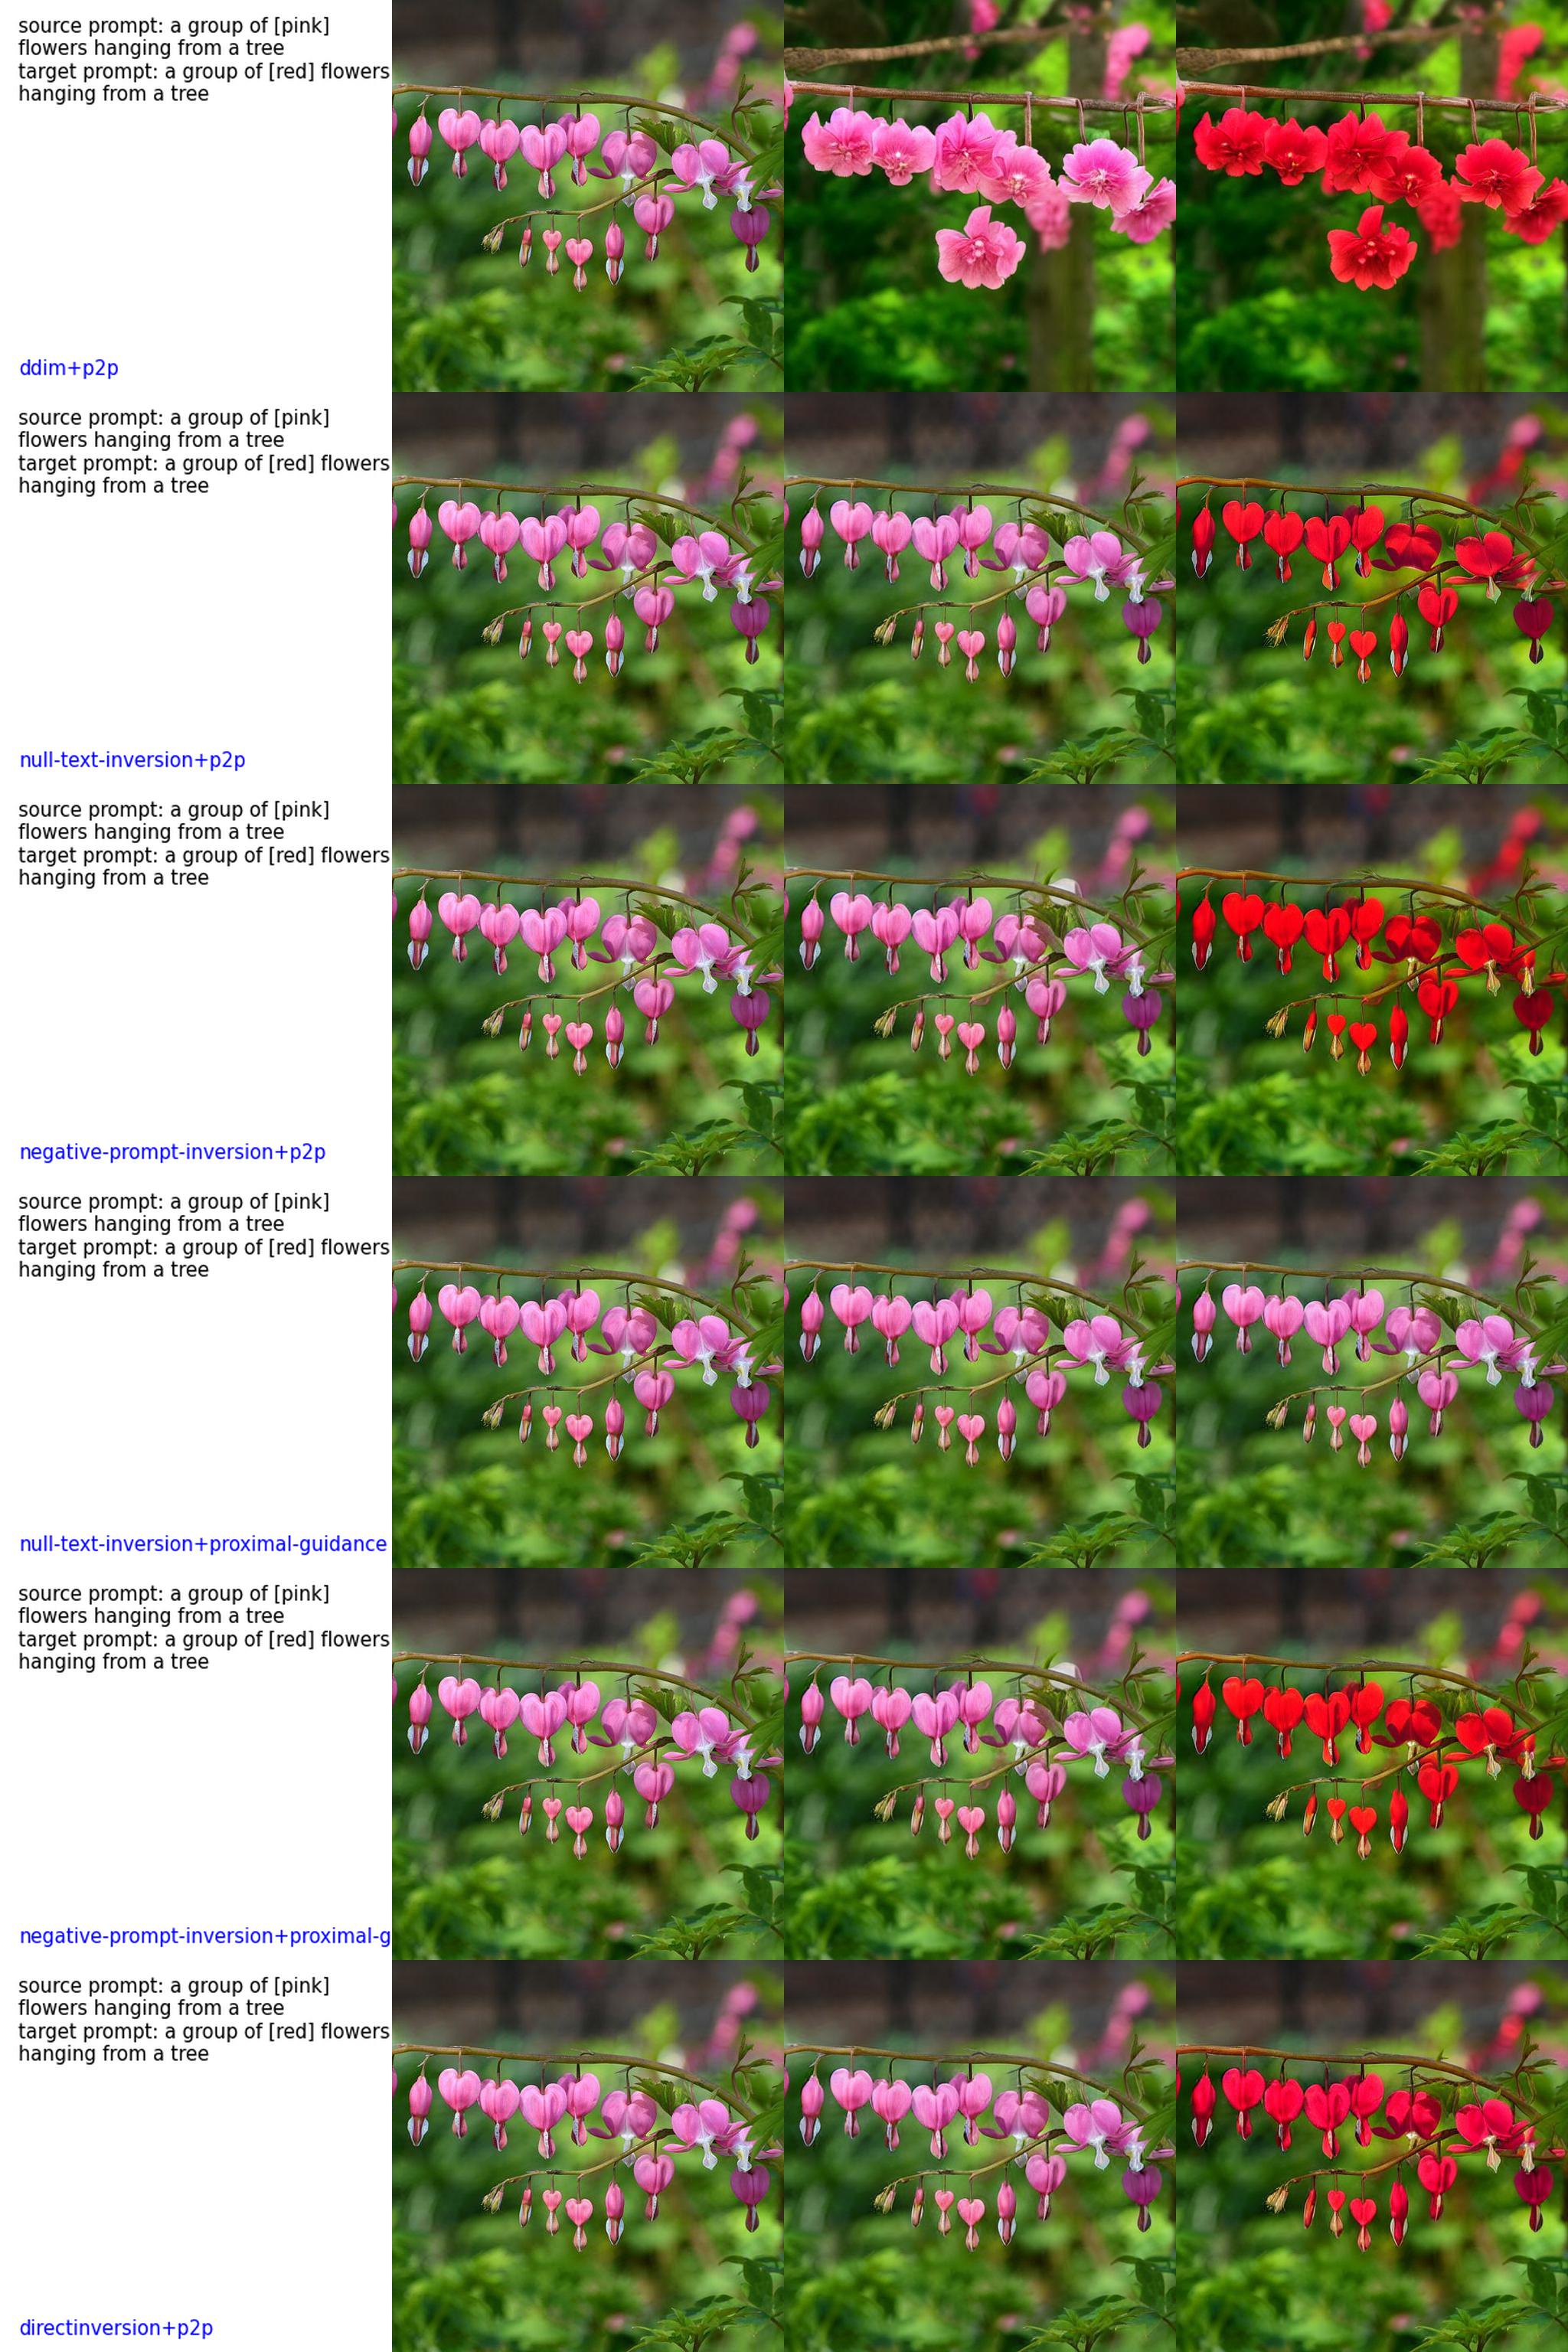 source prompt: a group of [pink]
flowers hanging from a tree
target prompt: a group of [red] flowers
hanging from a tree
ddim+p2p
source prompt: a group of [pink]
flowers hanging from a tree
target prompt: a group of [red] flowers
hanging from a tree
null-text-inversion+p2p
source prompt: a group of [pink]
flowers hanging from a tree
target prompt: a group of [red] flowers
hanging from a tree
negative-prompt-inversion+p2p
source prompt: a group of [pink]
flowers hanging from a tree
target prompt: a group of [red] flowers
hanging from a tree
null-text-inversion+proximal-guidance
source prompt: a group of [pink]
flowers hanging from a tree
target prompt: a group of [red] flowers
hanging from a tree
negative-prompt-inversion+proximal-g
source prompt: a group of [pink]
flowers hanging from a tree
target prompt: a group of [red] flowers
hanging from a tree
directinversion+p2p